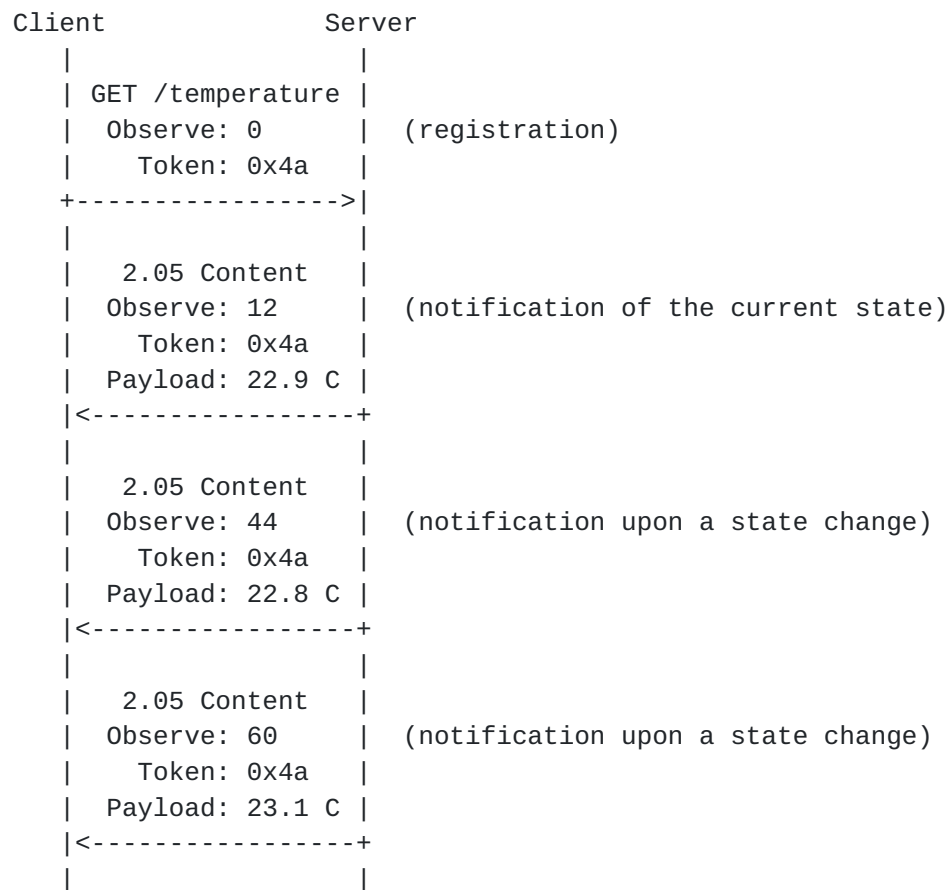 Client              Server
   |                  |
   | GET /temperature |
   |  Observe: 0      |  (registration)
   |    Token: 0x4a   |
   +----------------->|
   |                  |
   |   2.05 Content   |
   |  Observe: 12     |  (notification of the current state)
   |    Token: 0x4a   |
   |  Payload: 22.9 C |
   |<-----------------+
   |                  |
   |   2.05 Content   |
   |  Observe: 44     |  (notification upon a state change)
   |    Token: 0x4a   |
   |  Payload: 22.8 C |
   |<-----------------+
   |                  |
   |   2.05 Content   |
   |  Observe: 60     |  (notification upon a state change)
   |    Token: 0x4a   |
   |  Payload: 23.1 C |
   |<-----------------+
   |                  |